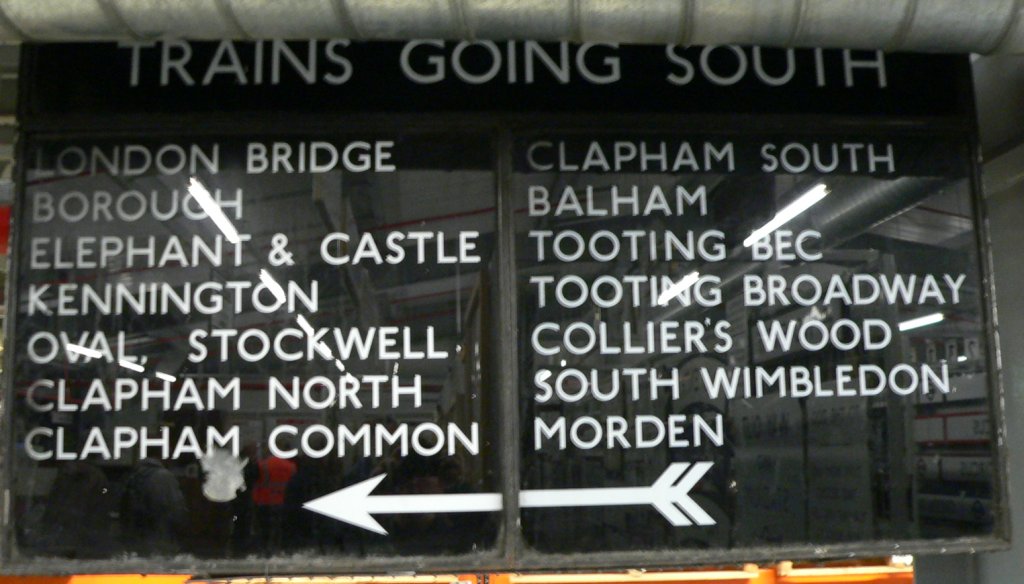 TRAINS GOING SOUTH
LONDON BRIDGE
BOROUGH
ELEPHANT & CASTLE
KENNINGTON
OVAL, STOCKWELL
CLAPHAM NORTH
CLAPHAM COMMON
CLAPHAM SOUTH
BALHAM
TOOTING BEC
TOOTING BROADWAY
COLLIER'S WOOD
SOUTH WIMBLEDON
MORDEN